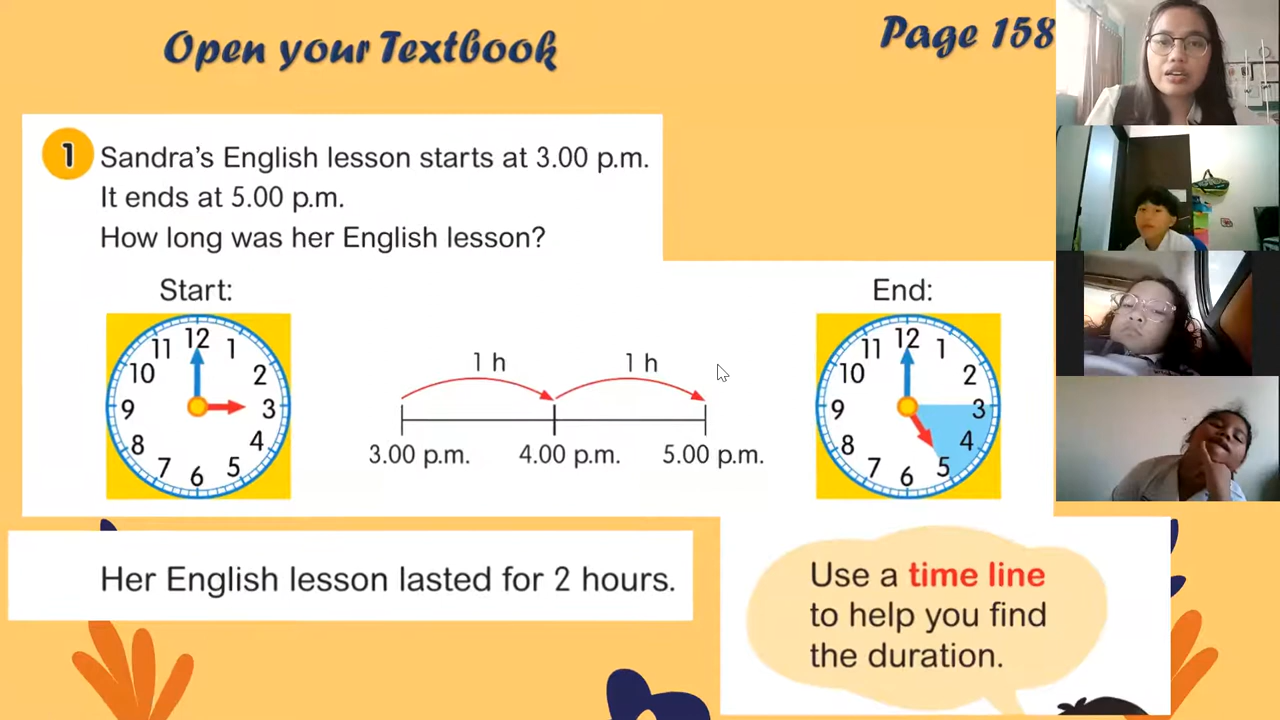 Open your Textbook
Page 158
1
Sandra's English lesson starts at 3.00 p.m.
It ends at 5.00 p.m.
How long was her English lesson?
Start:
End:
12
11
1
10
2
9
3
8
4
7
6
5
1 h
1 h
3.00 p.m.
4.00 p.m.
5.00 p.m.
12
11
1
10
2
9
3
8
4
7
6
5
Her English lesson lasted for 2 hours.
Use a time line
to help you find
the duration.